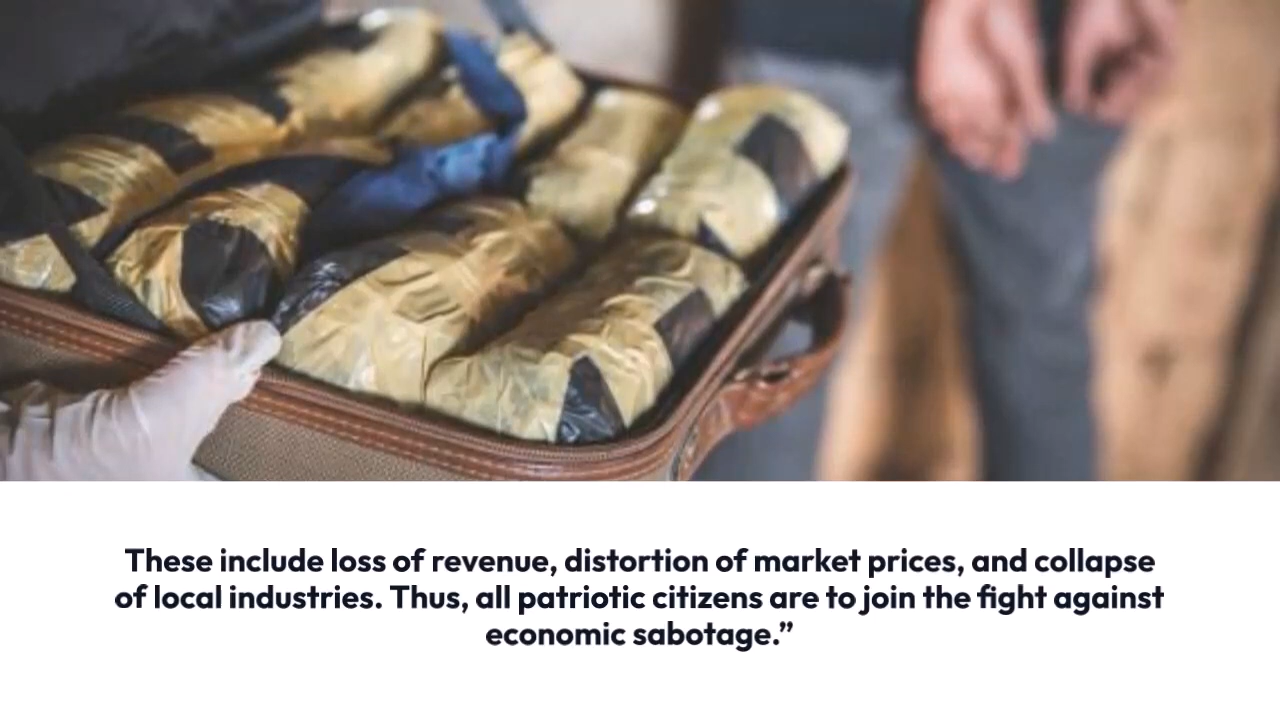 These include loss of revenue, distortion of market prices, and collapse
of local industries. Thus, all patriotic citizens are to join the fight against
economic sabotage.”